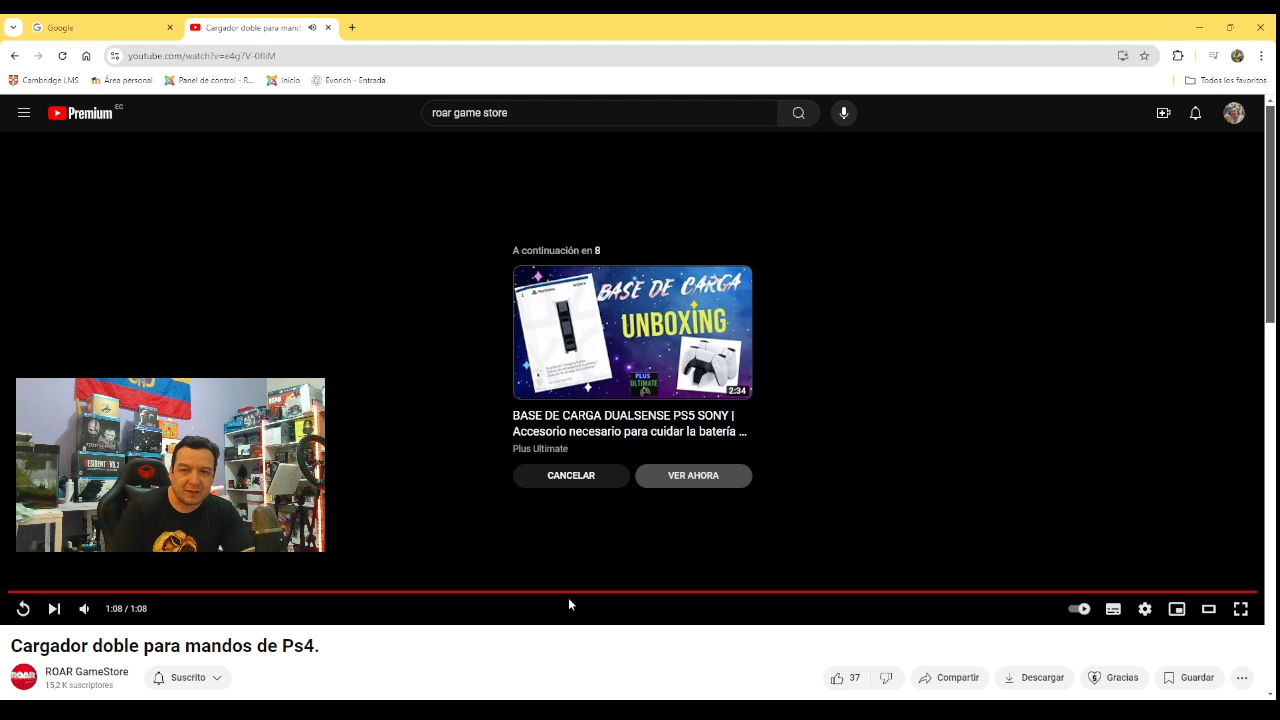 Google
Cargador doble para mando
youtube.com/watch?v=e4g7V-0fIiM
Cambridge LMS
Área personal
Panel de control - R...
Inicio
Evorich - Entrada
Todos los favoritos
Premium EC
roar game store
A continuación en 8
BASE DE CARGA
UNBOXING
PLUS
ULTIMATE
2:34
BASE DE CARGA DUALSENSE PS5 SONY |
Accesorio necesario para cuidar la batería ...
Plus Ultimate
CANCELAR
VER AHORA
1:08 / 1:08
Cargador doble para mandos de Ps4.
ROAR
ROAR GameStore
15,2 K suscriptores
Suscrito
37
Compartir
Descargar
Gracias
Guardar